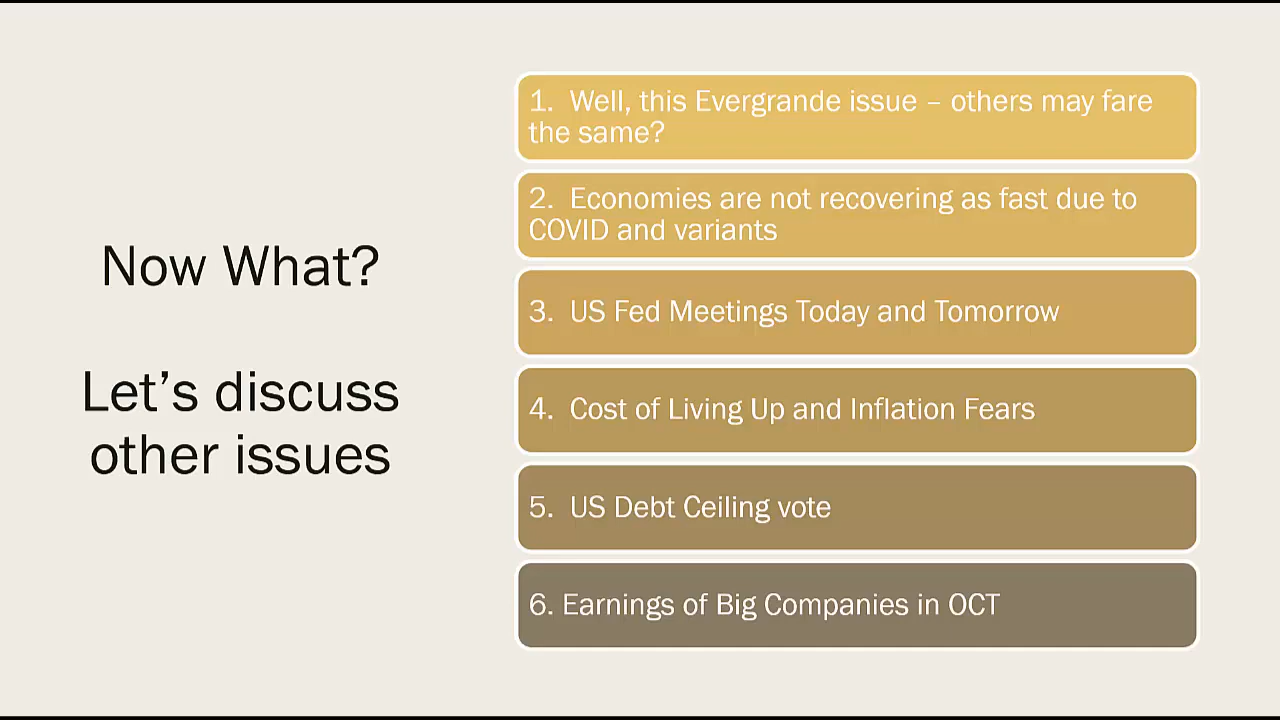 Now What?
Let’s discuss
other issues
1. Well, this Evergrande issue – others may fare
the same?
2. Economies are not recovering as fast due to
COVID and variants
3. US Fed Meetings Today and Tomorrow
4. Cost of Living Up and Inflation Fears
5. US Debt Ceiling vote
6. Earnings of Big Companies in OCT